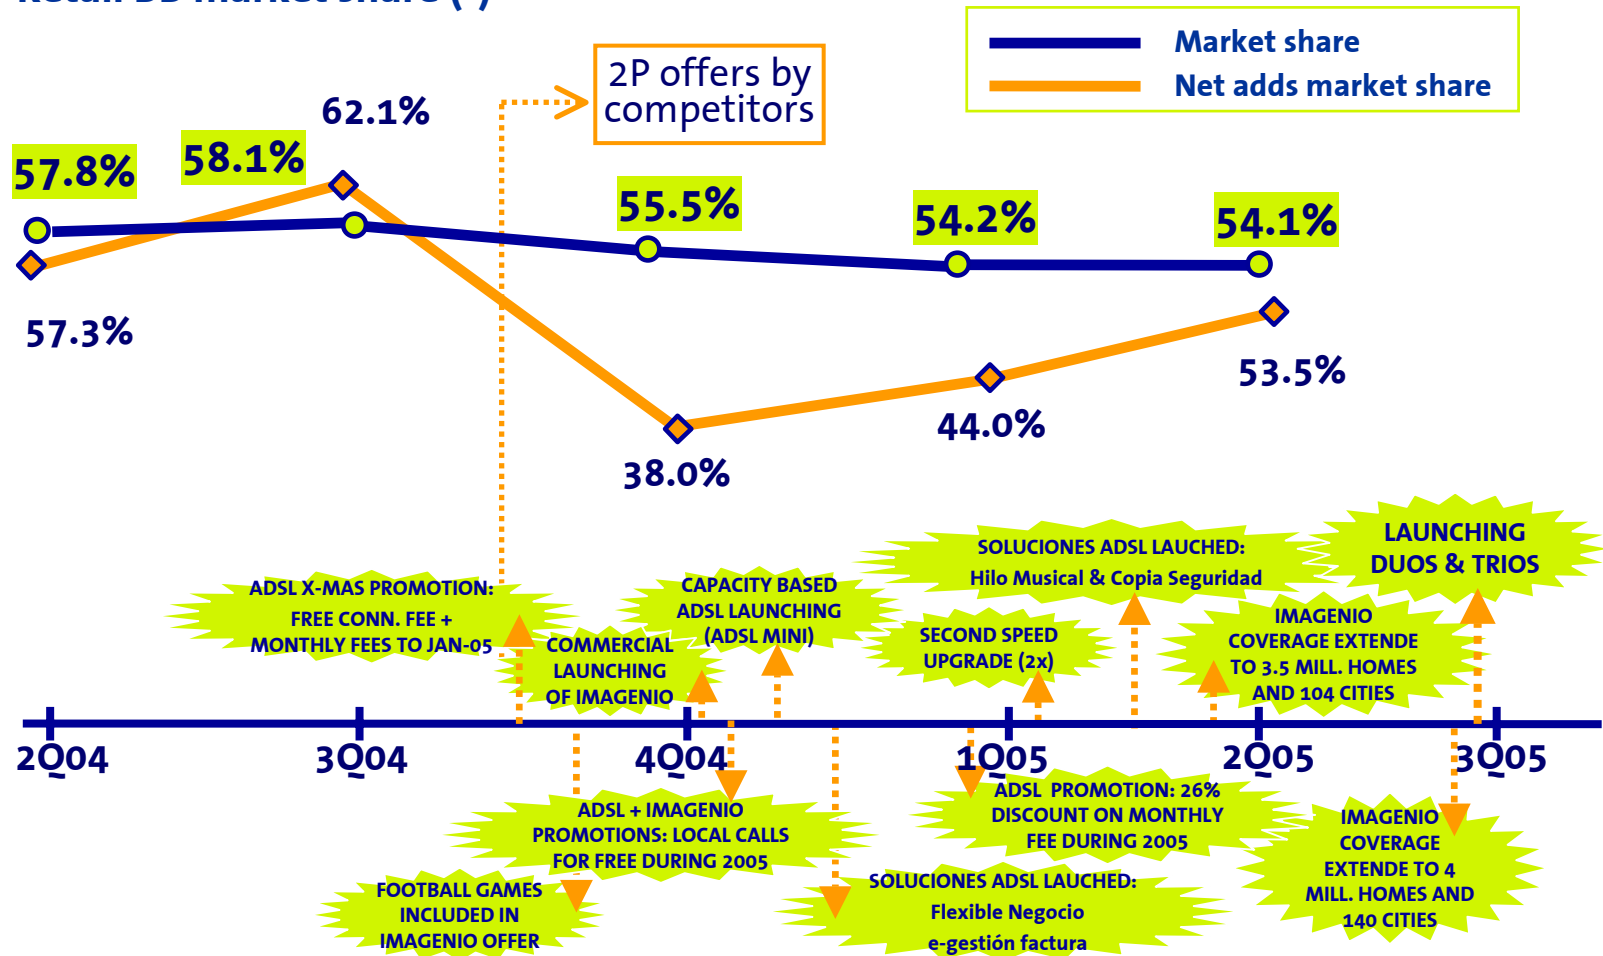 Retail BB market share (*)
Market share
Net adds market share
2P offers by
competitors
62.1%
57.8%
58.1%
55.5%
54.2%
54.1%
57.3%
38.0%
44.0%
53.5%
ADSL X-MAS PROMOTION:
FREE CONN. FEE +
MONTHLY FEES TO JAN-05
COMMERCIAL
LAUNCHING
OF IMAGENIO
CAPACITY BASED
ADSL LAUNCHING
(ADSL MINI)
SECOND SPEED
UPGRADE (2x)
SOLUCIONES ADSL LAUCHED:
Hilo Musical & Copia Seguridad
IMAGENIO
COVERAGE EXTENDE
TO 3.5 MILL. HOMES
AND 104 CITIES
LAUNCHING
DUOS & TRIOS
2Q04
3Q04
4Q04
1Q05
2Q05
3Q05
FOOTBALL GAMES
INCLUDED IN
IMAGENIO OFFER
ADSL + IMAGENIO
PROMOTIONS: LOCAL CALLS
FOR FREE DURING 2005
SOLUCIONES ADSL LAUCHED:
Flexible Negocio
e-gestión factura
ADSL PROMOTION: 26%
DISCOUNT ON MONTHLY
FEE DURING 2005
IMAGENIO
COVERAGE
EXTENDE TO 4
MILL. HOMES AND
140 CITIES